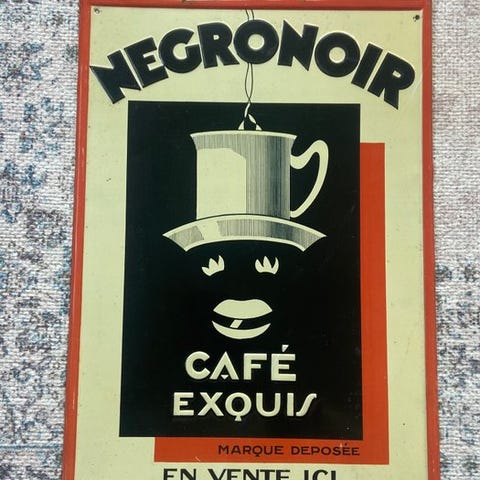 NEGRONOIR
CAFÉ
EXQUIS
MARQUE DEPOSÉE
EN VENTE ICI